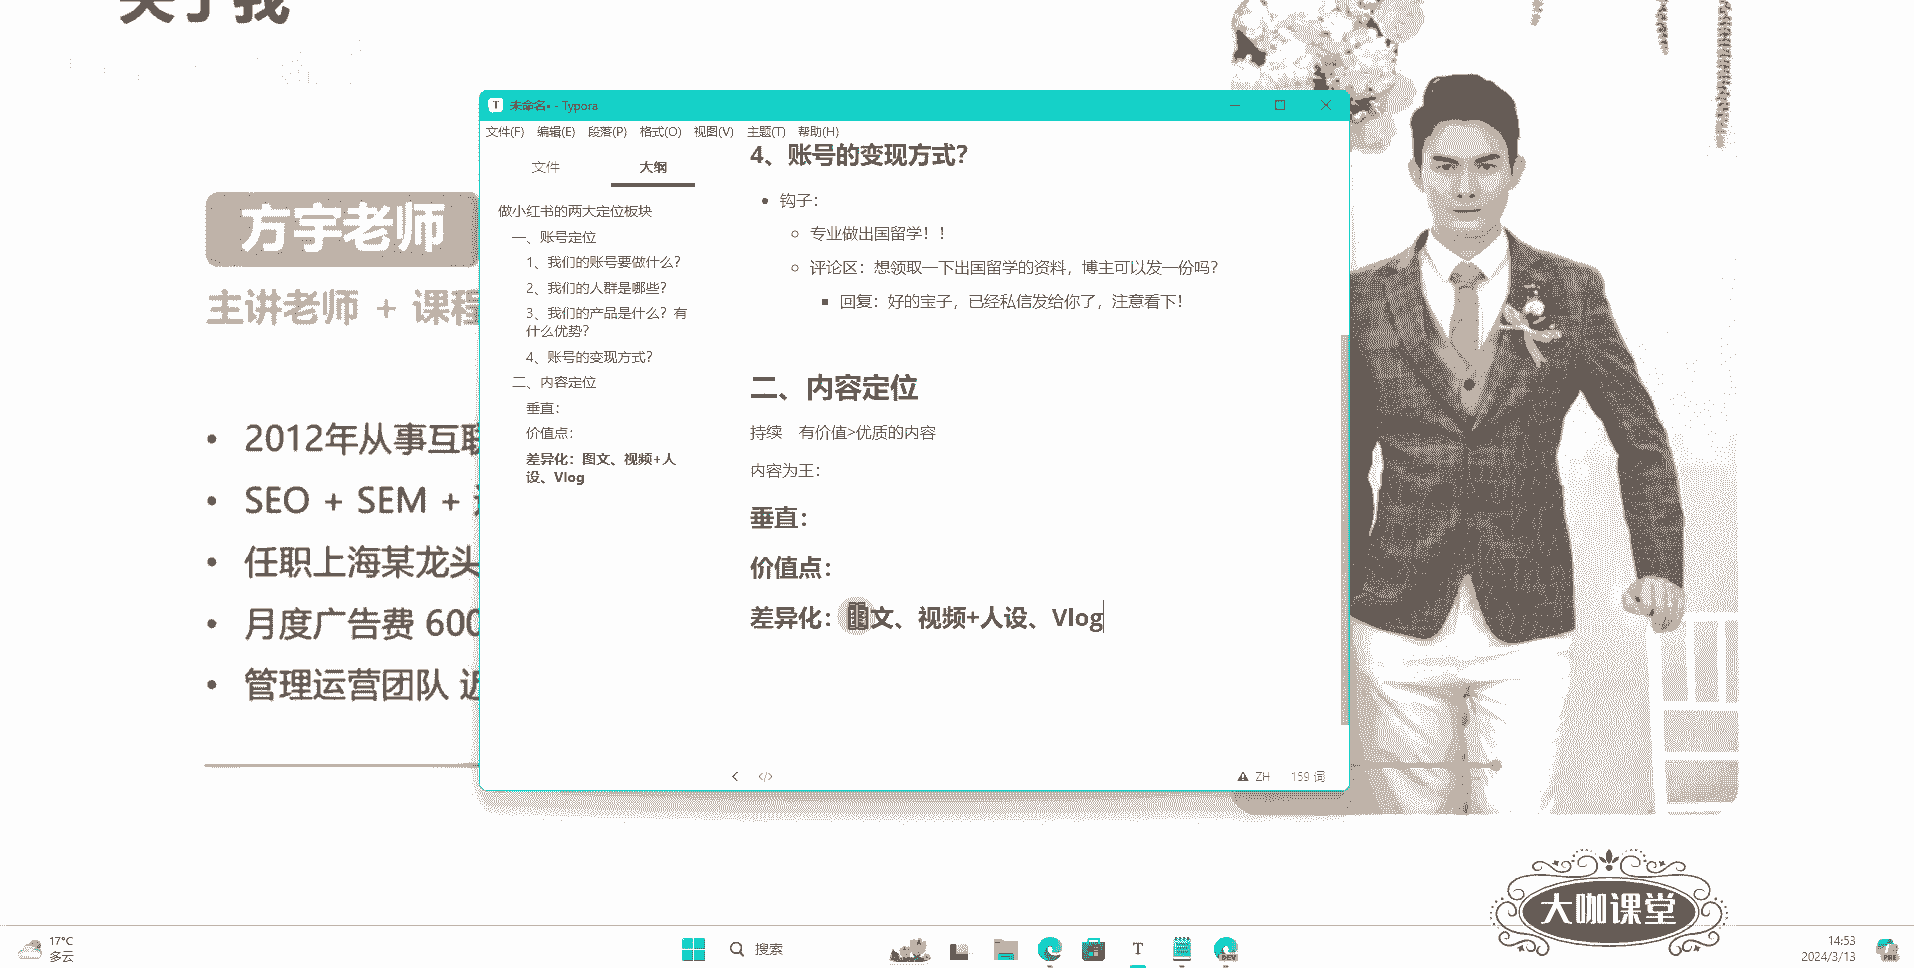 关于我
方宇老师
主讲老师 + 课程
2012年从事互联
SEO + SEM +
任职上海某龙头
月度广告费 600
管理运营团队 近
未命名• - Typora
文件(F) 编辑(E) 段落(P) 格式(O) 视图(V) 主题(T) 帮助(H)
文件 大纲
做小红书的两大定位板块
一、账号定位
1、我们的账号要做什么?
2、我们的人群是哪些?
3、我们的产品是什么? 有
什么优势?
4、账号的变现方式?
二、内容定位
垂直:
价值点:
差异化: 图文、视频+人
设、Vlog
4、账号的变现方式?
钩子:
专业做出国留学! !
评论区: 想领取一下出国留学的资料, 博主可以发一份吗?
回复: 好的宝子, 已经私信发给你了, 注意看下!
二、内容定位
持续 有价值>优质的内容
内容为王:
垂直:
价值点:
差异化: 图文、视频+人设、Vlog
ZH 159 词
大咖课堂
17°C
多云
搜索
T
DEV
14:53
2024/3/13
PRE